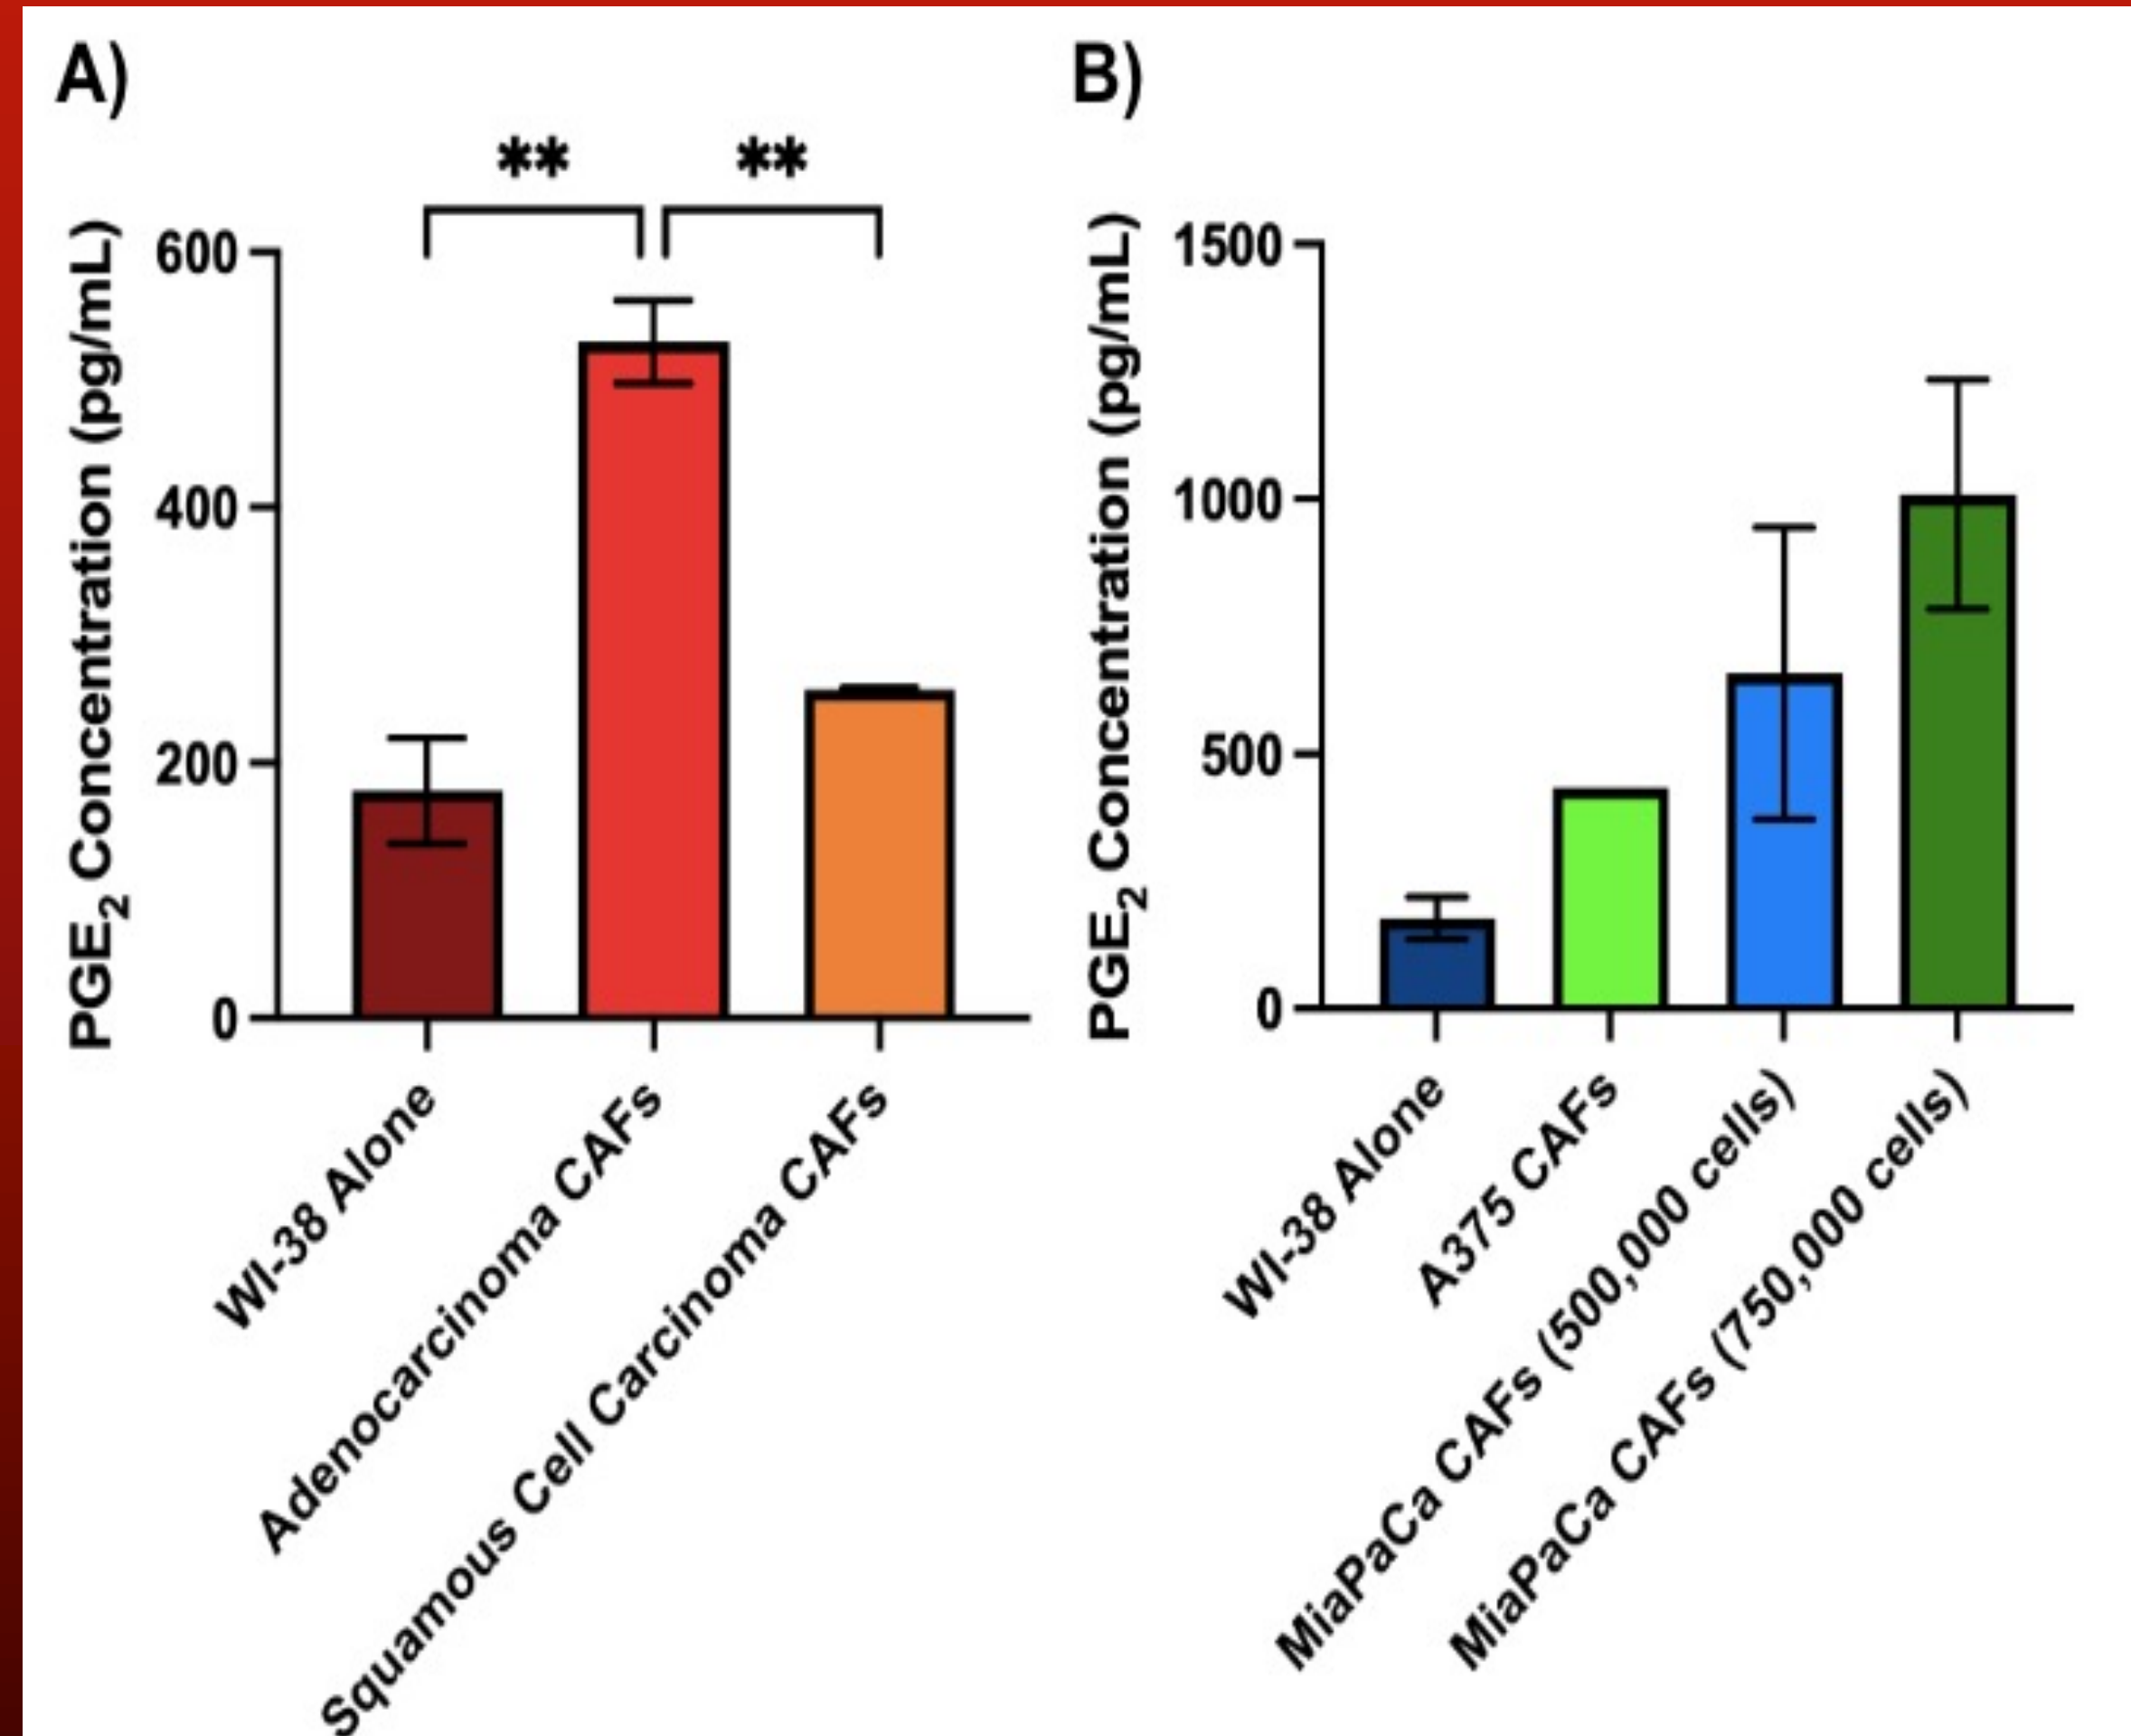 A)
**
**
PGE2 Concentration (pg/mL)
600
400
200
0
WI-38 Alone
Adenocarcinoma CAFs
Squamous Cell Carcinoma CAFs
B)
PGE2 Concentration (pg/mL)
1500
1000
500
0
WI-38 Alone
A375 CAFs
MiaPaCa CAFs (500,000 cells)
MiaPaCa CAFs (750,000 cells)